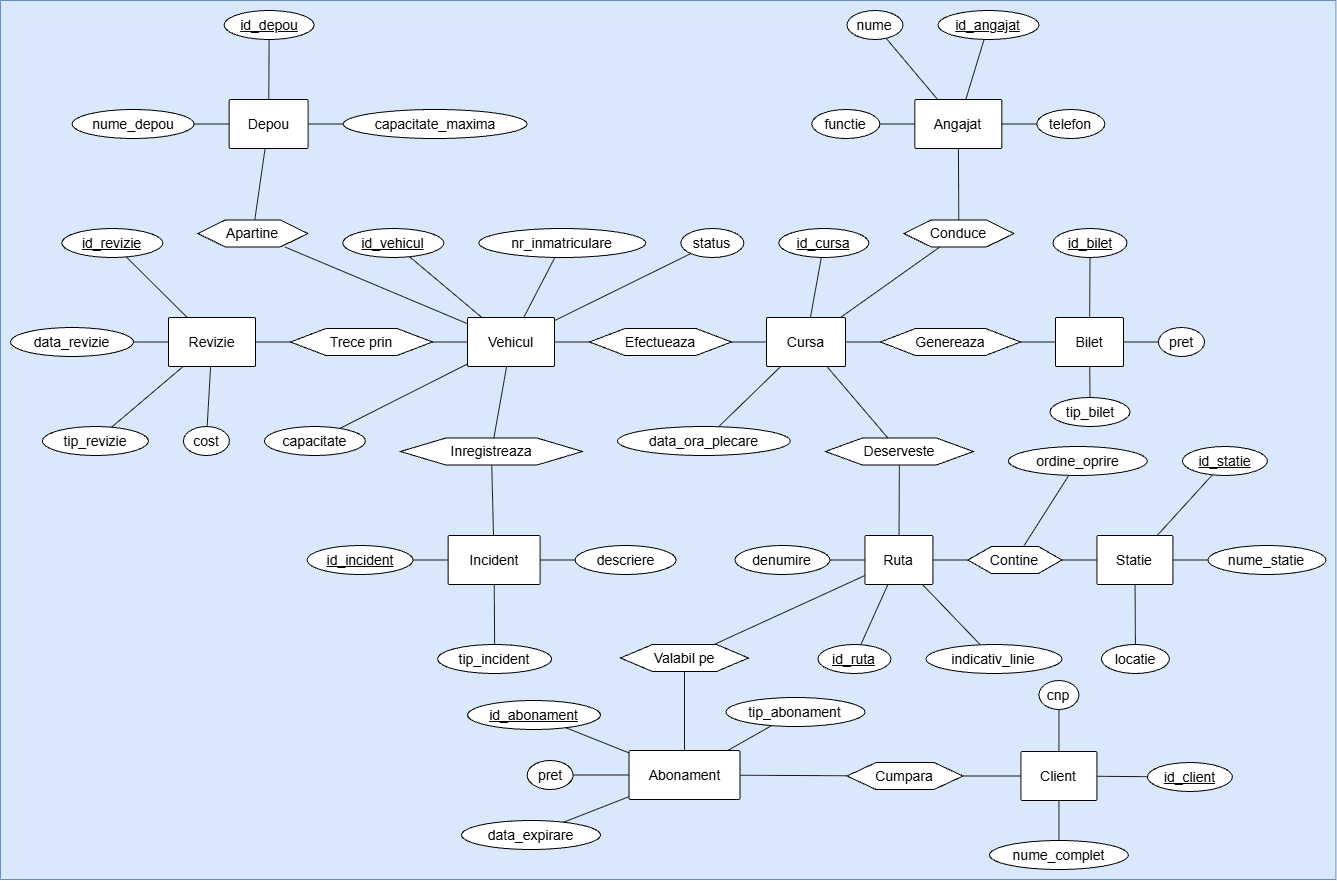 id_depou
nume
id_angajat
nume_depou
Depou
capacitate_maxima
functie
Angajat
telefon
Apartine
Conduce
id_revizie
id_vehicul
nr_inmatriculare
status
id_cursa
id_bilet
data_revizie
Revizie
Trece prin
Vehicul
Efectueaza
Cursa
Genereaza
Bilet
pret
tip_bilet
tip_revizie
cost
capacitate
data_ora_plecare
Inregistreaza
Deserveste
ordine_oprire
id_statie
id_incident
Incident
descriere
denumire
Ruta
Contine
Statie
nume_statie
tip_incident
Valabil pe
id_ruta
indicativ_linie
locatie
cnp
id_abonament
tip_abonament
pret
Abonament
Cumpara
Client
id_client
data_expirare
nume_complet